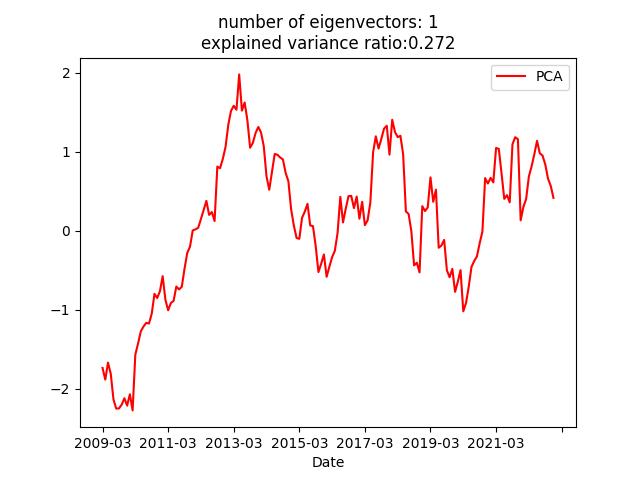 number of eigenvectors: 1
explained variance ratio:0.272
PCA
2
1
0
−1
−2
2009-03 2011-03 2013-03 2015-03 2017-03 2019-03 2021-03
Date